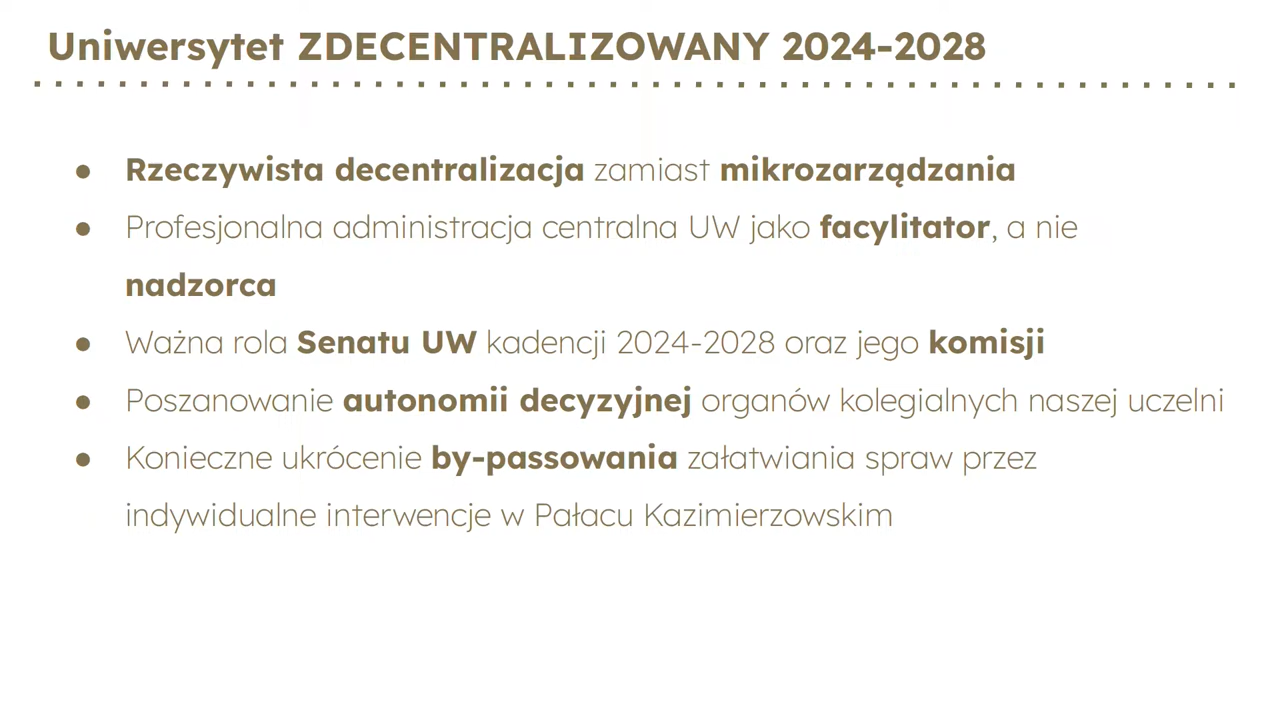 Uniwersytet ZDECENTRALIZOWANY 2024-2028
● Rzeczywista decentralizacja zamiast mikrozarządzania
● Profesjonalna administracja centralna UW jako facylitator, a nie
nadzorca
● Ważna rola Senatu UW kadencji 2024-2028 oraz jego komisji
● Poszanowanie autonomii decyzyjnej organów kolegialnych naszej uczelni
● Konieczne ukrócenie by-passowania załatwiania spraw przez
indywidualne interwencje w Pałacu Kazimierzowskim